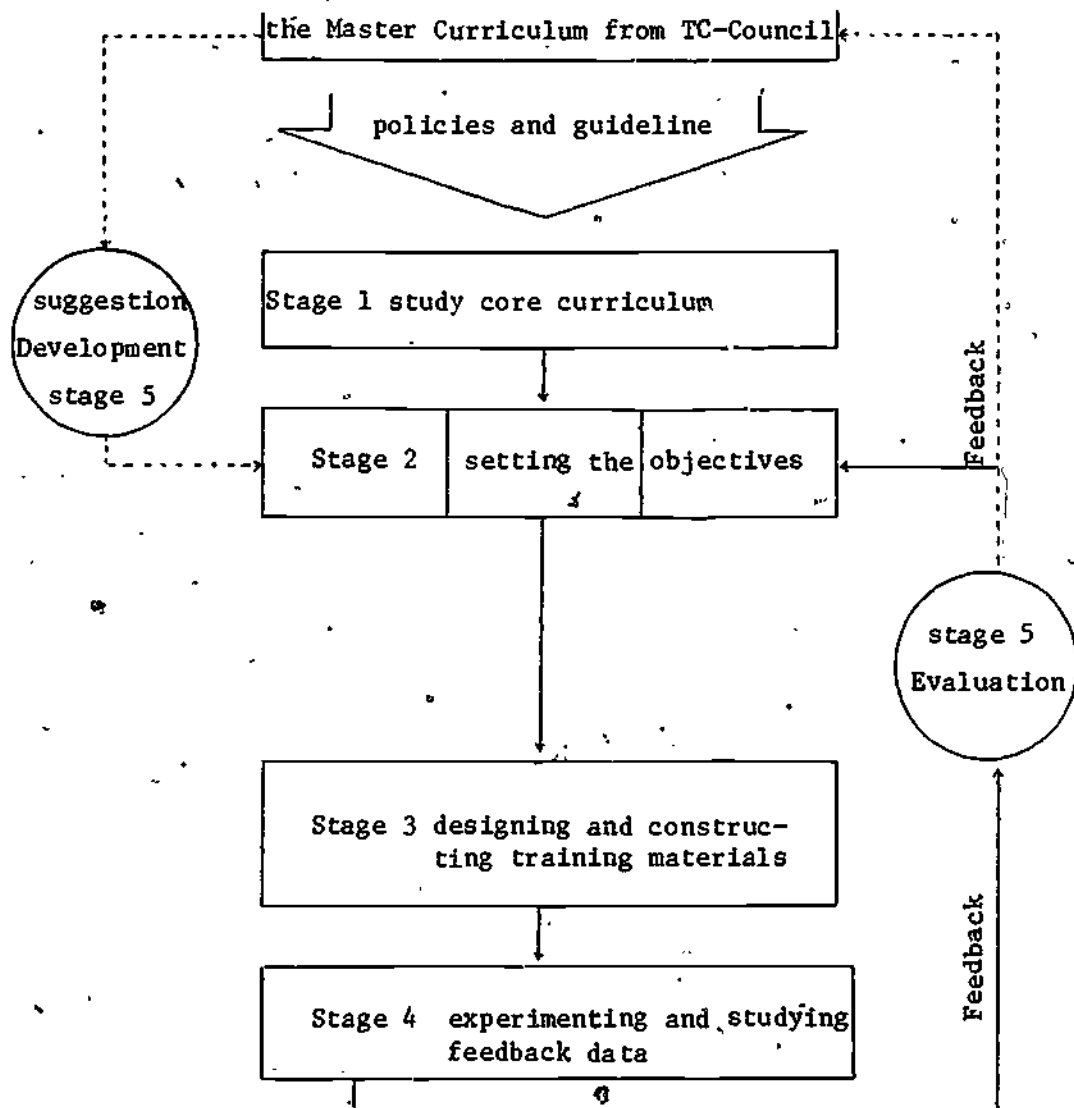 the Master Curriculum from TC-Council
policies and guideline
suggestion
Development
stage 5
Stage 1 study core curriculum
Feedback
Stage 2 setting the objectives
stage 5
Evaluation
Stage 3 designing and construc-
ting training materials
Feedback
Stage 4 experimenting and studying
feedback data